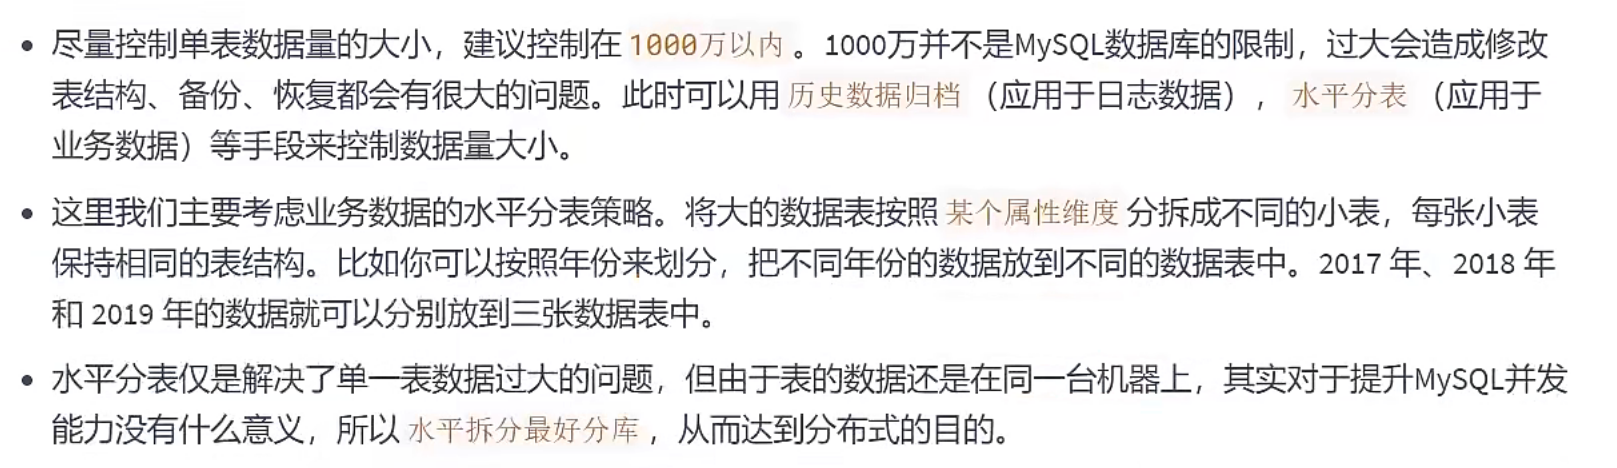 • 尽量控制单表数据量的大小，建议控制在 1000万以内 。1000万并不是MySQL数据库的限制，过大会造成修改
表结构、备份、恢复都会有很大的问题。此时可以用 历史数据归档 （应用于日志数据）， 水平分表 （应用于
业务数据）等手段来控制数据量大小。
• 这里我们主要考虑业务数据的水平分表策略。将大的数据表按照 某个属性维度 分拆成不同的小表，每张小表
保持相同的表结构。比如你可以按照年份来划分，把不同年份的数据放到不同的数据表中。2017 年、2018 年
和 2019 年的数据就可以分别放到三张数据表中。
• 水平分表仅是解决了单一表数据过大的问题，但由于表的数据还是在同一台机器上，其实对于提升MySQL并发
能力没有什么意义，所以 水平拆分最好分库 ，从而达到分布式的目的。